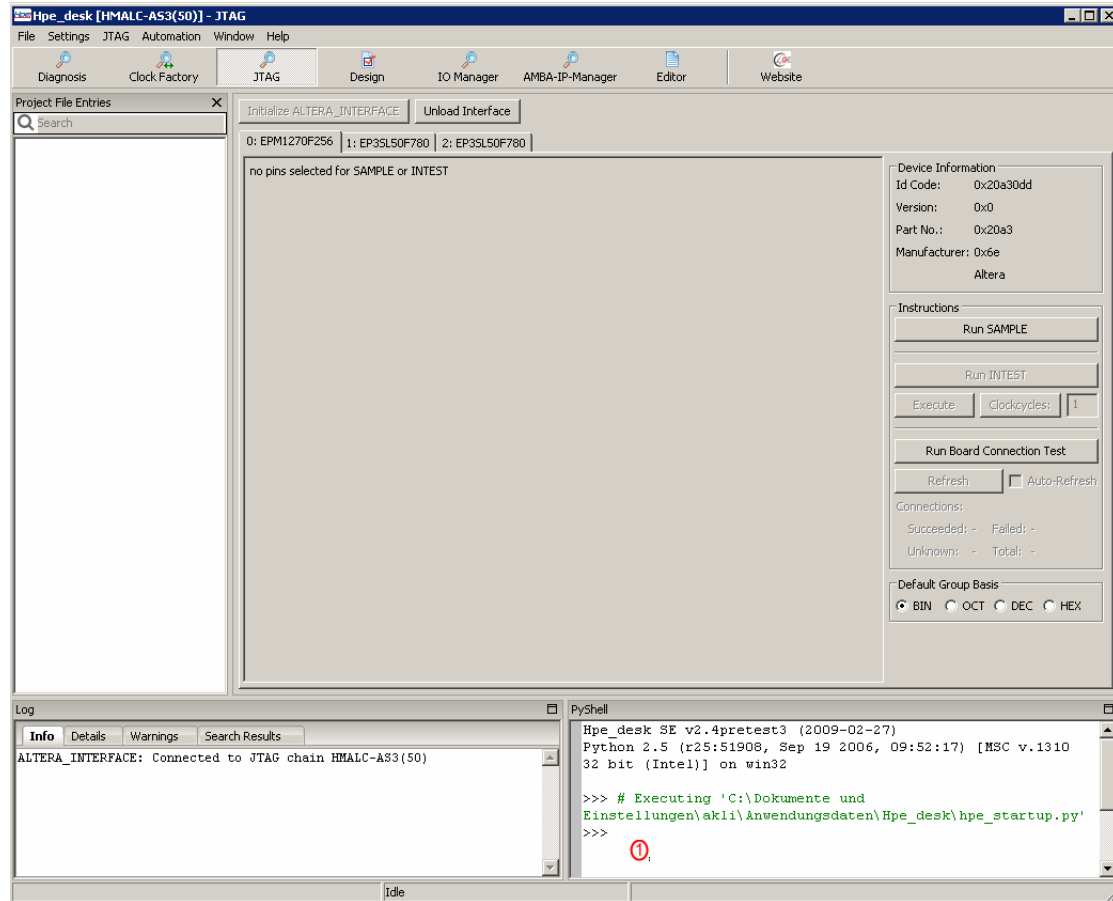 Hpe_desk [HMALC-AS3(50)] - JTAG
File Settings JTAG Automation Window Help
Diagnosis Clock Factory JTAG Design IO Manager AMBA-IP-Manager Editor Website
Project File Entries
Search
Initialize ALTERA_INTERFACE Unload Interface
0: EPM1270F256 1: EP3SL50F780 2: EP3SL50F780
no pins selected for SAMPLE or INTEST
Device Information
Id Code: 0x20a30dd
Version: 0x0
Part No.: 0x20a3
Manufacturer: 0x6e
Altera
Instructions
Run SAMPLE
Run INTEST
Execute Clockcycles: 1
Run Board Connection Test
Refresh Auto-Refresh
Connections:
Succeeded: - Failed: -
Unknown: - Total: -
Default Group Basis
BIN OCT DEC HEX
Log
Info Details Warnings Search Results
ALTERA_INTERFACE: Connected to JTAG chain HMALC-AS3(50)
PyShell
Hpe_desk SE v2.4pretest3 (2009-02-27)
Python 2.5 (r25:51908, Sep 19 2006, 09:52:17) [MSC v.1310
32 bit (Intel)] on win32
>>> # Executing 'C:\Dokumente und
Einstellungen\akli\Anwendungsdaten\Hpe_desk\hpe_startup.py'
>>>
1
Idle